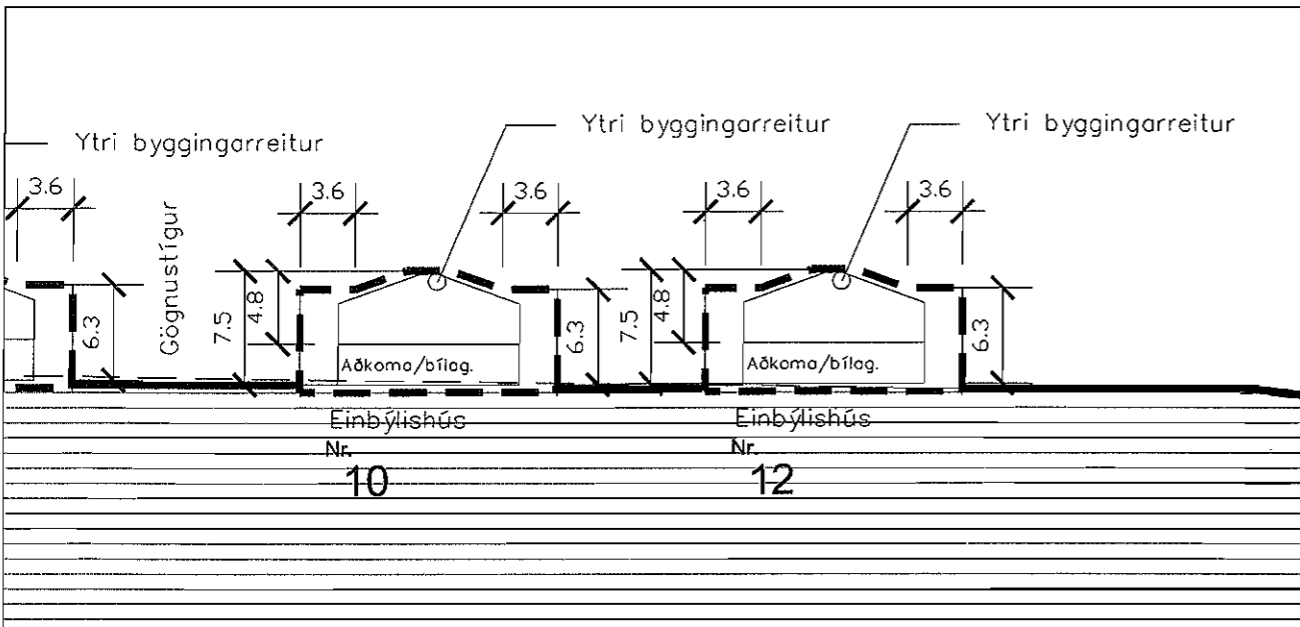 Ytri byggingarreitur
Ytri byggingarreitur
Ytri byggingarreitur
3.6
3.6
3.6
3.6
3.6
Gögnustígur
6.3
7.5
4.8
6.3
7.5
4.8
6.3
Aðkoma/bílag.
Aðkoma/bílag.
Einbýlishús
Nr.
10
Einbýlishús
Nr.
12